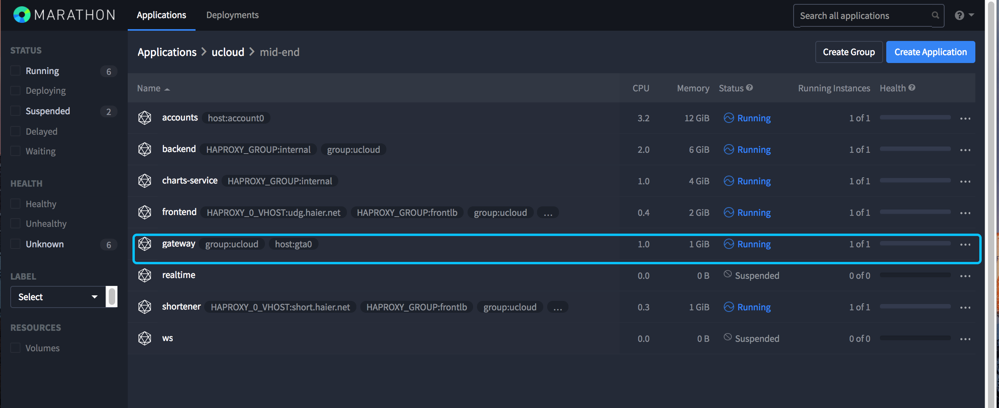 MARATHON Applications Deployments Search all applications
STATUS
Running 6
Deploying
Suspended 2
Delayed
Waiting
HEALTH
Healthy
Unhealthy
Unknown 6
LABEL
Select
RESOURCES
Volumes
Applications > ucloud > mid-end Create Group Create Application
Name CPU Memory Status Running Instances Health
accounts host:account0 3.2 12 GiB Running 1 of 1 ...
backend HAPROXY_GROUP:internal group:ucloud 2.0 6 GiB Running 1 of 1 ...
charts-service HAPROXY_GROUP:internal 1.0 4 GiB Running 1 of 1 ...
frontend HAPROXY_0_VHOST:udg.haier.net HAPROXY_GROUP:frontlb group:ucloud ... 0.4 2 GiB Running 1 of 1 ...
gateway group:ucloud host:gta0 1.0 1 GiB Running 1 of 1 ...
realtime 0.0 0 B Suspended 0 of 0 ...
shortener HAPROXY_0_VHOST:short.haier.net HAPROXY_GROUP:frontlb group:ucloud ... 0.3 1 GiB Running 1 of 1 ...
ws 0.0 0 B Suspended 0 of 0 ...